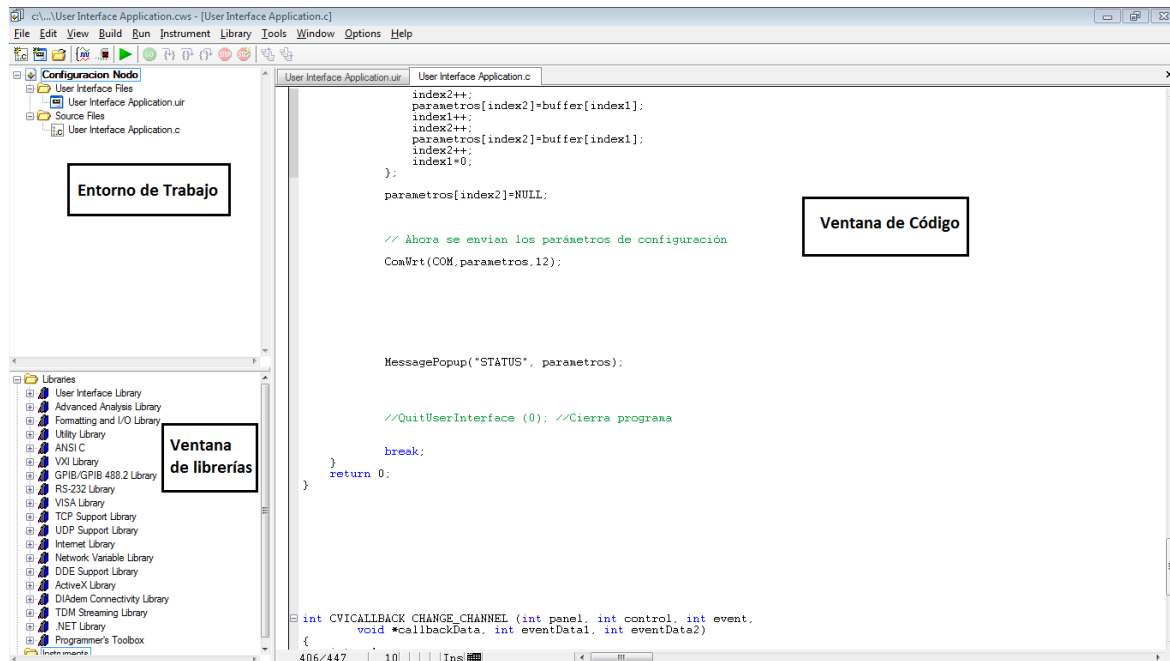 c:\...\User Interface Application.cws - [User Interface Application.c]
File Edit View Build Run Instrument Library Tools Window Options Help
Configuracion Nodo
User Interface Files
User Interface Application.uir
Source Files
User Interface Application.c
Entorno de Trabajo
Libraries
User Interface Library
Advanced Analysis Library
Formatting and I/O Library
Utility Library
ANSI C
VXI Library
GPIB/GPIB 488.2 Library
RS-232 Library
VISA Library
TCP Support Library
UDP Support Library
Internet Library
Network Variable Library
DDE Support Library
ActiveX Library
DIAdem Connectivity Library
TDM Streaming Library
.NET Library
Programmer's Toolbox
Instruments
Ventana
de librerías
User Interface Application.uir User Interface Application.c
index2++;
parametros[index2]=buffer[index1];
index1++;
index2++;
parametros[index2]=buffer[index1];
index2++;
index1=0;
};
parametros[index2]=NULL;
// Ahora se envían los parámetros de configuración
ComWrt(COM,parametros,12);
MessagePopup("STATUS", parametros);
//QuitUserInterface (0); //Cierra programa
break;
}
return 0;
}
int CVICALLBACK CHANGE_CHANNEL (int panel, int control, int event,
void *callbackData, int eventData1, int eventData2)
{
Ventana de Código
406/447 10 Ins